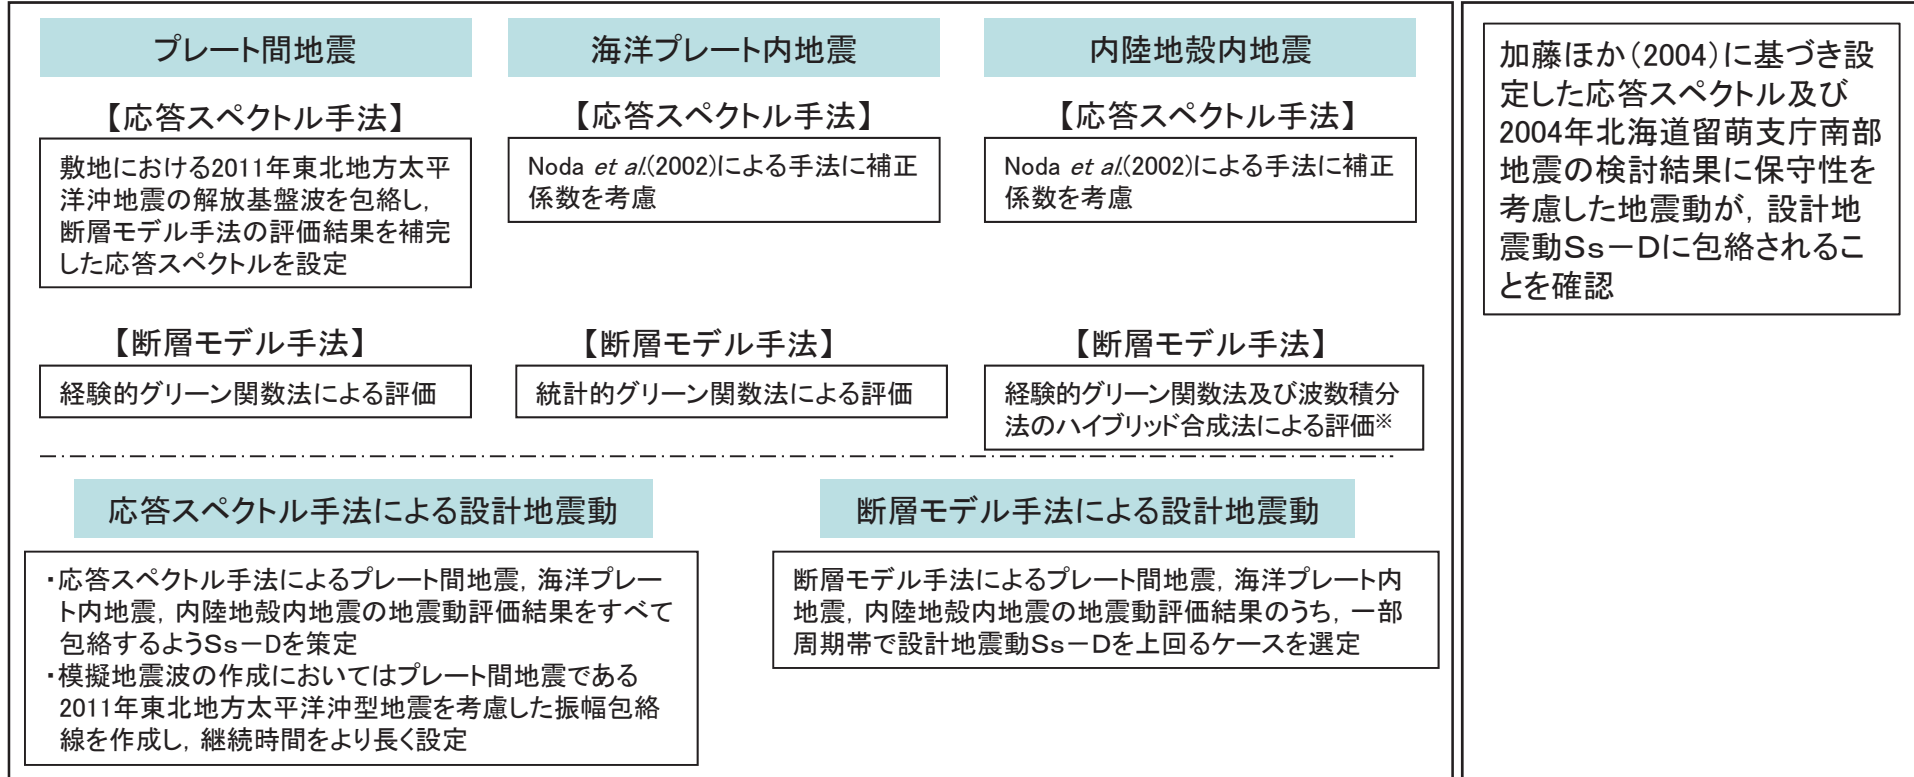 プレート間地震
【応答スペクトル手法】
敷地における2011年東北地方太平
洋沖地震の解放基盤波を包絡し,
断層モデル手法の評価結果を補完
した応答スペクトルを設定
【断層モデル手法】
経験的グリーン関数法による評価
海洋プレート内地震
【応答スペクトル手法】
Noda et al.(2002)による手法に補正
係数を考慮
【断層モデル手法】
統計的グリーン関数法による評価
内陸地殻内地震
【応答スペクトル手法】
Noda et al.(2002)による手法に補正
係数を考慮
【断層モデル手法】
経験的グリーン関数法及び波数積分
法のハイブリッド合成法による評価※
応答スペクトル手法による設計地震動
・応答スペクトル手法によるプレート間地震, 海洋プレー
ト内地震, 内陸地殻内地震の地震動評価結果をすべて
包絡するようSs-Dを策定
・模擬地震波の作成においてはプレート間地震である
2011年東北地方太平洋沖型地震を考慮した振幅包絡
線を作成し, 継続時間をより長く設定
断層モデル手法による設計地震動
断層モデル手法によるプレート間地震, 海洋プレート内
地震, 内陸地殻内地震の地震動評価結果のうち, 一部
周期帯で設計地震動Ss-Dを上回るケースを選定
加藤ほか(2004)に基づき設
定した応答スペクトル及び
2004年北海道留萌支庁南部
地震の検討結果に保守性を
考慮した地震動が, 設計地
震動Ss-Dに包絡されるこ
とを確認